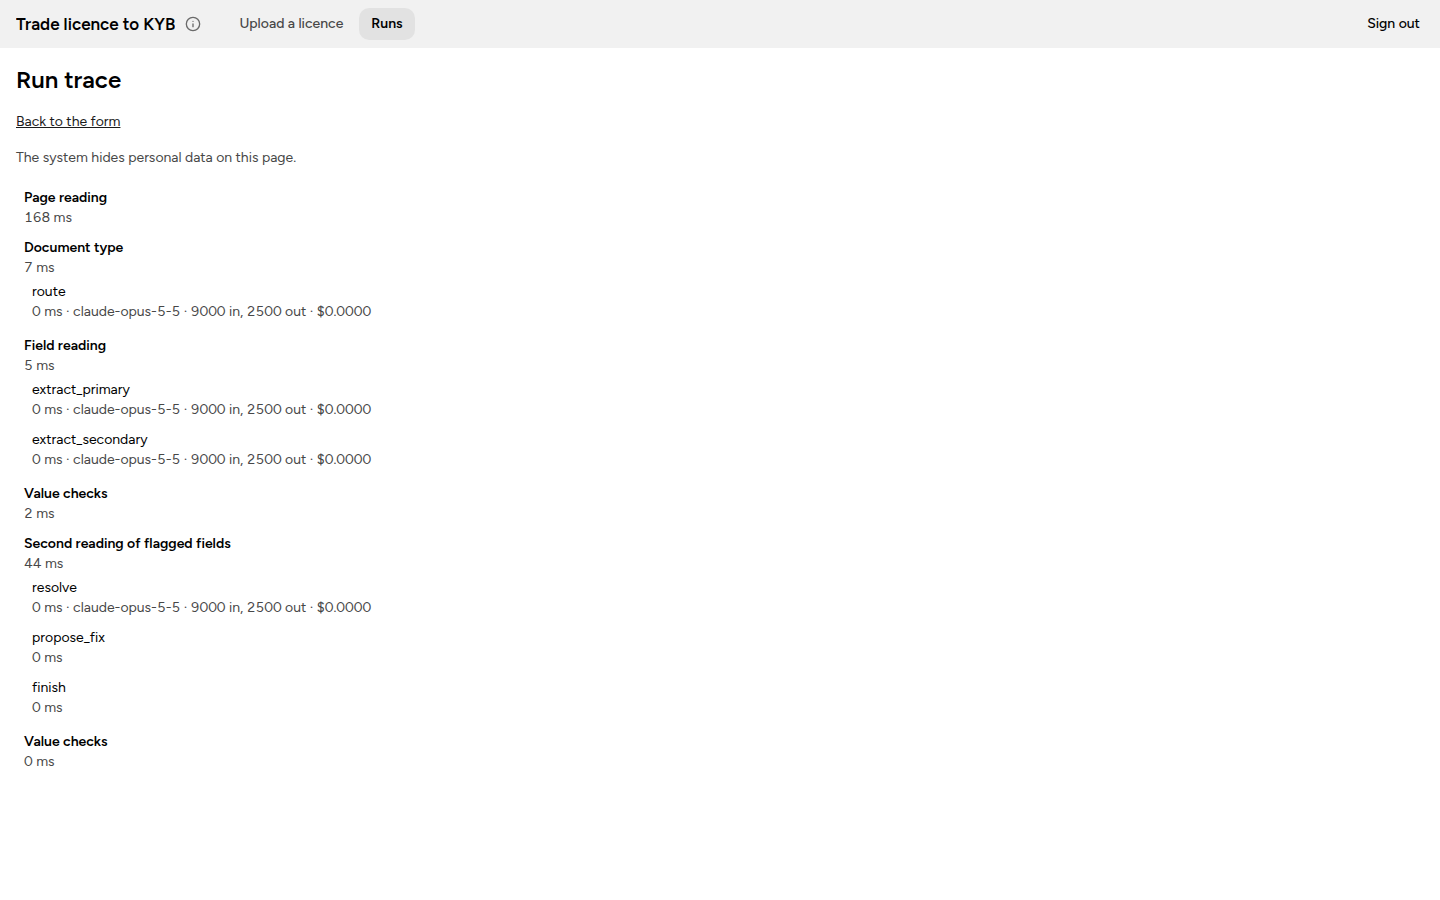 Trade licence to KYB
Upload a licence
Runs
Sign out
Run trace
Back to the form
The system hides personal data on this page.
Page reading
168 ms
Document type
7 ms
route
0 ms · claude-opus-5-5 · 9000 in, 2500 out · $0.0000
Field reading
5 ms
extract_primary
0 ms · claude-opus-5-5 · 9000 in, 2500 out · $0.0000
extract_secondary
0 ms · claude-opus-5-5 · 9000 in, 2500 out · $0.0000
Value checks
2 ms
Second reading of flagged fields
44 ms
resolve
0 ms · claude-opus-5-5 · 9000 in, 2500 out · $0.0000
propose_fix
0 ms
finish
0 ms
Value checks
0 ms